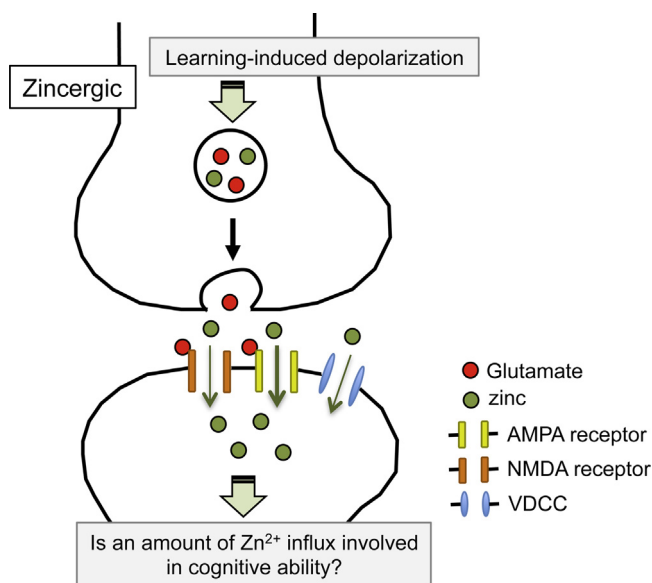 Learning-induced depolarization
Zincergic
Glutamate
zinc
AMPA receptor
NMDA receptor
VDCC
Is an amount of Zn²⁺ influx involved
in cognitive ability?